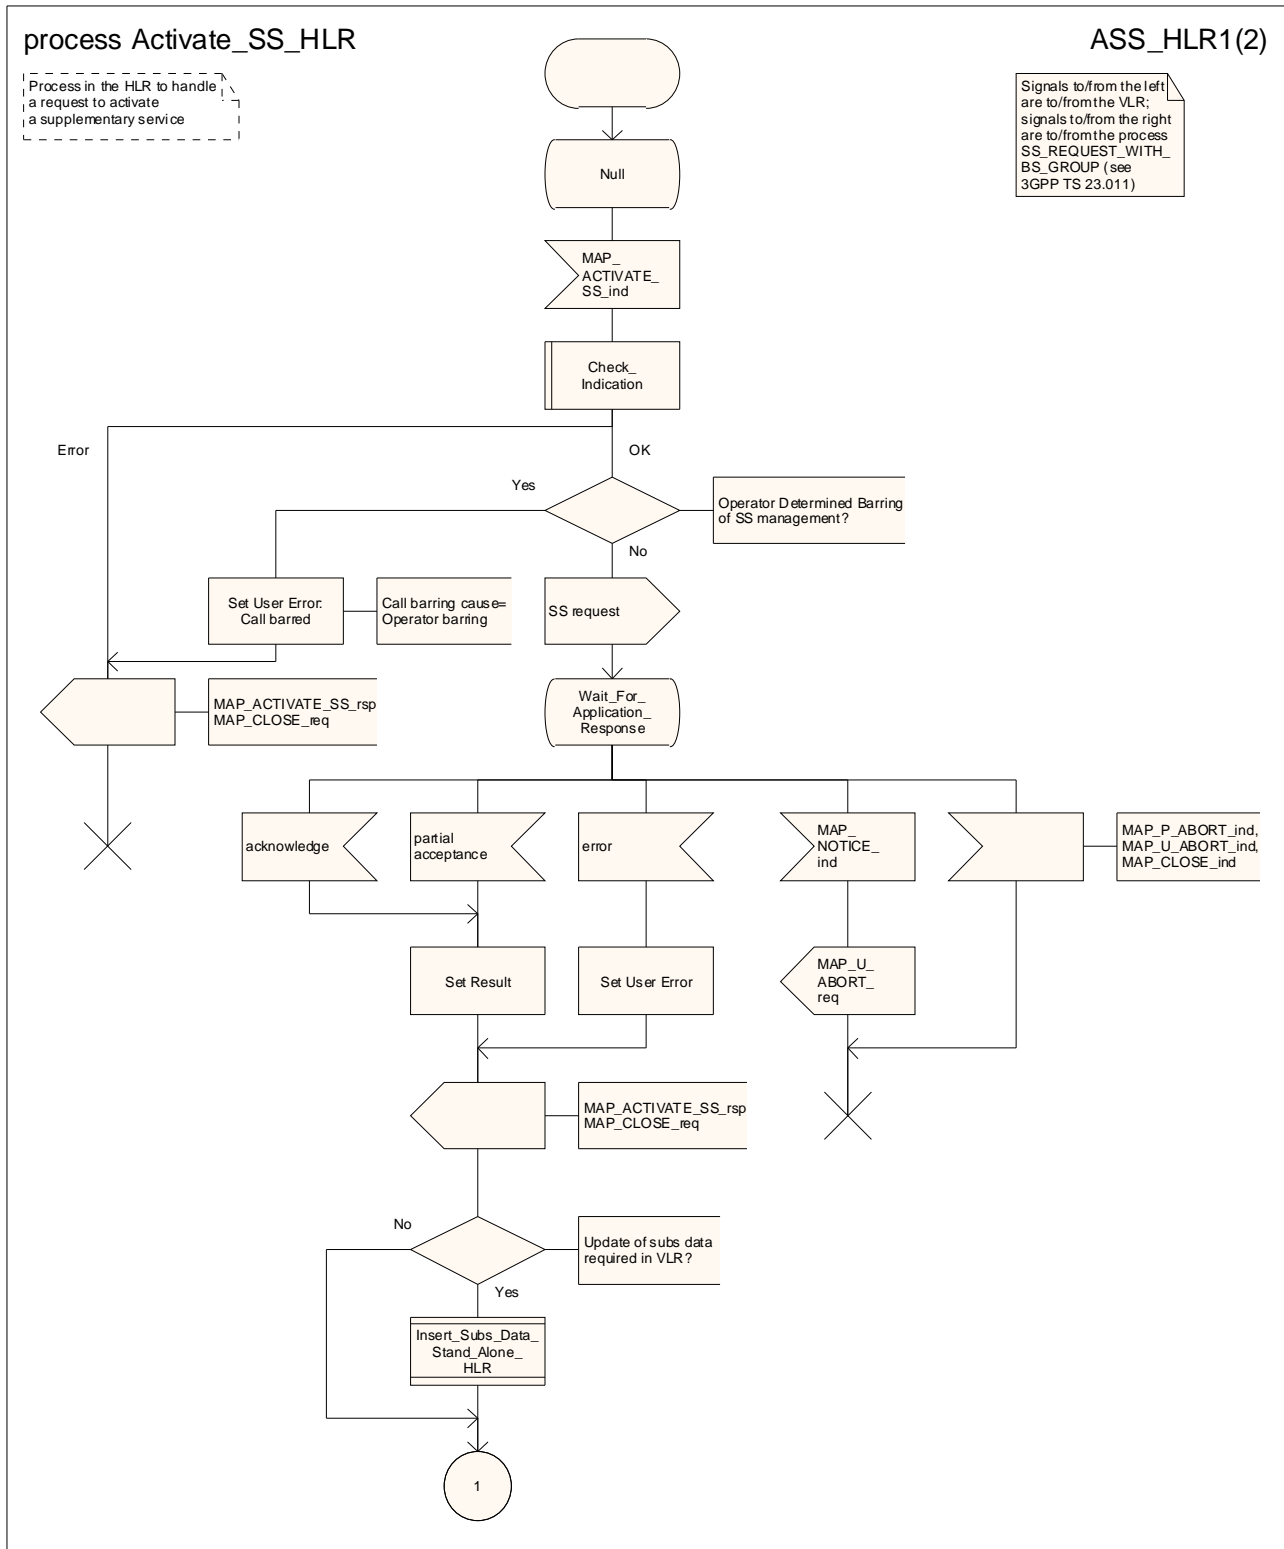 process Activate_SS_HLR
ASS_HLR1(2)
Process in the HLR to handle
a request to activate
a supplementary service
Signals to/from the left
are to/from the VLR;
signals to/from the right
are to/from the process
SS_REQUEST_WITH_
BS_GROUP (see
3GPP TS 23.011)
Null
MAP_
ACTIVATE_
SS_ind
Check_
Indication
Error
OK
Yes
Operator Determined Barring
of SS management?
No
Set User Error:
Call barred
Call barring cause=
Operator barring
SS request
MAP_ACTIVATE_SS_rsp
MAP_CLOSE_req
Wait_For_
Application_
Response
acknowledge
partial
acceptance
error
MAP_
NOTICE_
ind
MAP_P_ABORT_ind,
MAP_U_ABORT_ind,
MAP_CLOSE_ind
Set Result
Set User Error
MAP_U_
ABORT_
req
MAP_ACTIVATE_SS_rsp
MAP_CLOSE_req
No
Update of subs data
required in VLR?
Yes
Insert_Subs_Data_
Stand_Alone_
HLR
1